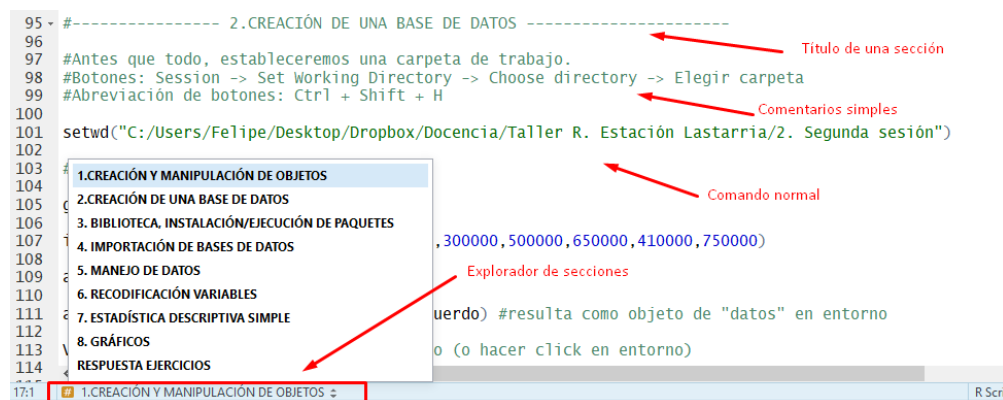 95 #---------------- 2.CREACIÓN DE UNA BASE DE DATOS ----------------------
Título de una sección
96
97 #Antes que todo, estableceremos una carpeta de trabajo.
98 #Botones: Session -> Set Working Directory -> Choose directory -> Elegir carpeta
99 #Abreviación de botones: Ctrl + Shift + H
Comentarios simples
100
101 setwd("C:/Users/Felipe/Desktop/Dropbox/Docencia/Taller R. Estación Lastarria/2. Segunda sesión")
102
103 #
Comando normal
104
105 g
106
107 i ,300000,500000,650000,410000,750000)
108
109 a
110
111 a uerdo) #resulta como objeto de "datos" en entorno
112
113 V o (o hacer click en entorno)
114
1.CREACIÓN Y MANIPULACIÓN DE OBJETOS
2.CREACIÓN DE UNA BASE DE DATOS
3. BIBLIOTECA, INSTALACIÓN/EJECUCIÓN DE PAQUETES
4. IMPORTACIÓN DE BASES DE DATOS
5. MANEJO DE DATOS
6. RECODIFICACIÓN VARIABLES
7. ESTADÍSTICA DESCRIPTIVA SIMPLE
8. GRÁFICOS
RESPUESTA EJERCICIOS
Explorador de secciones
17:1 # 1.CREACIÓN Y MANIPULACIÓN DE OBJETOS R Scri